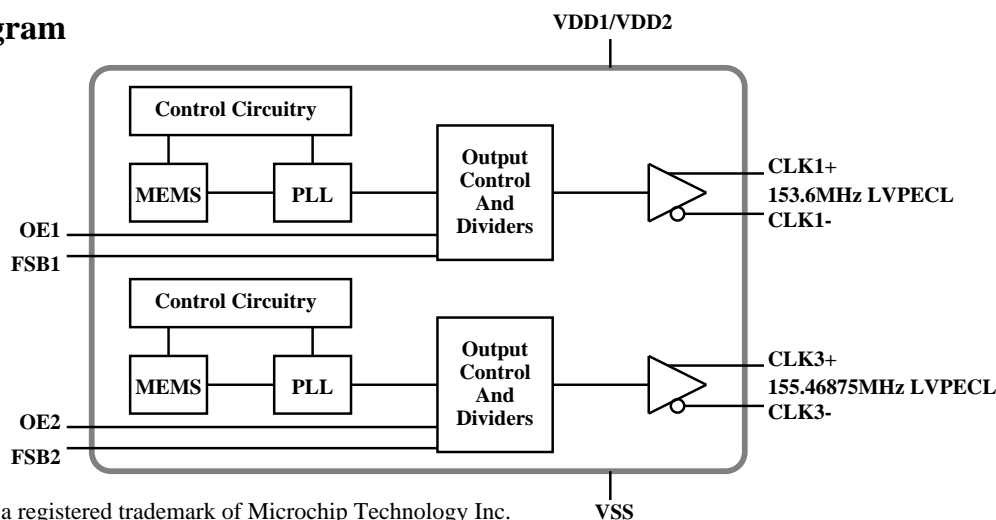 gram
VDD1/VDD2
Control Circuitry
MEMS
PLL
Output
Control
And
Dividers
CLK1+
153.6MHz LVPECL
CLK1-
OE1
FSB1
Control Circuitry
MEMS
PLL
Output
Control
And
Dividers
CLK3+
155.46875MHz LVPECL
CLK3-
OE2
FSB2
a registered trademark of Microchip Technology Inc.
VSS